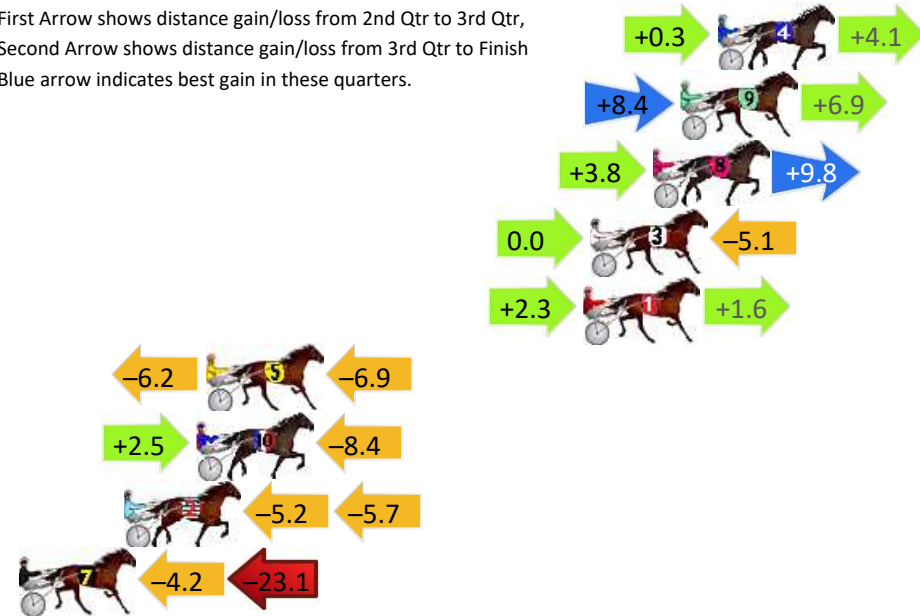 First Arrow shows distance gain/loss from 2nd Qtr to 3rd Qtr,
Second Arrow shows distance gain/loss from 3rd Qtr to Finish
Blue arrow indicates best gain in these quarters.
+0.3 4 +4.1
+8.4 9 +6.9
+3.8 8 +9.8
0.0 3 –5.1
+2.3 1 +1.6
–6.2 5 –6.9
+2.5 10 –8.4
2 –5.2 –5.7
7 –4.2 –23.1